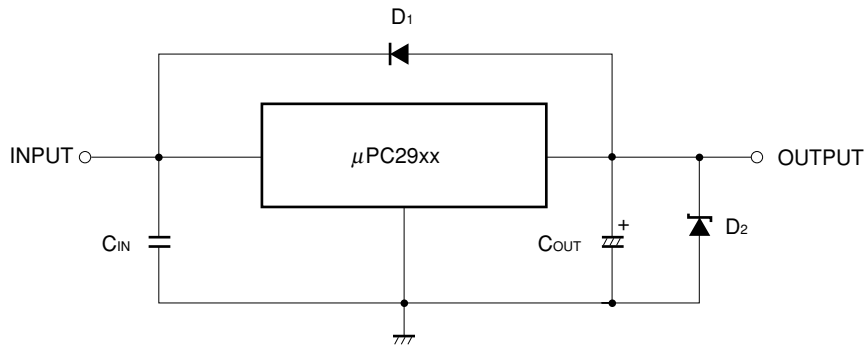 D1
INPUT
μPC29xx
OUTPUT
CIN
COUT
+
D2